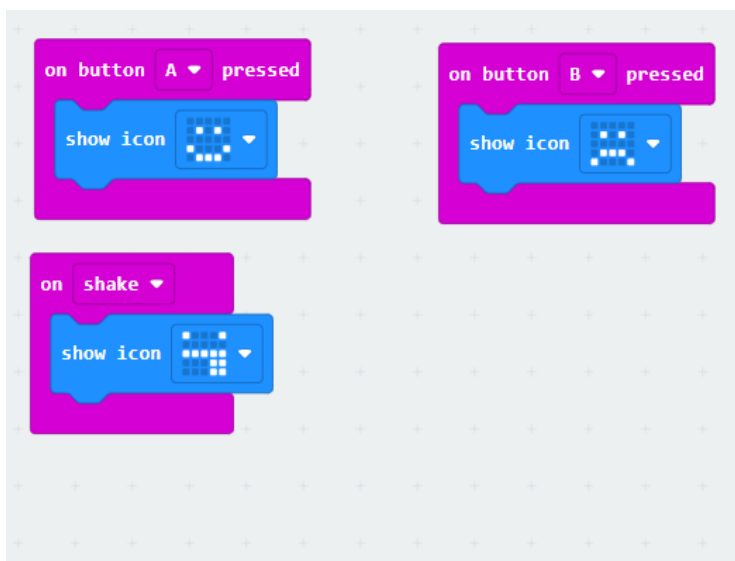 on button A pressed
show icon
on button B pressed
show icon
on shake
show icon